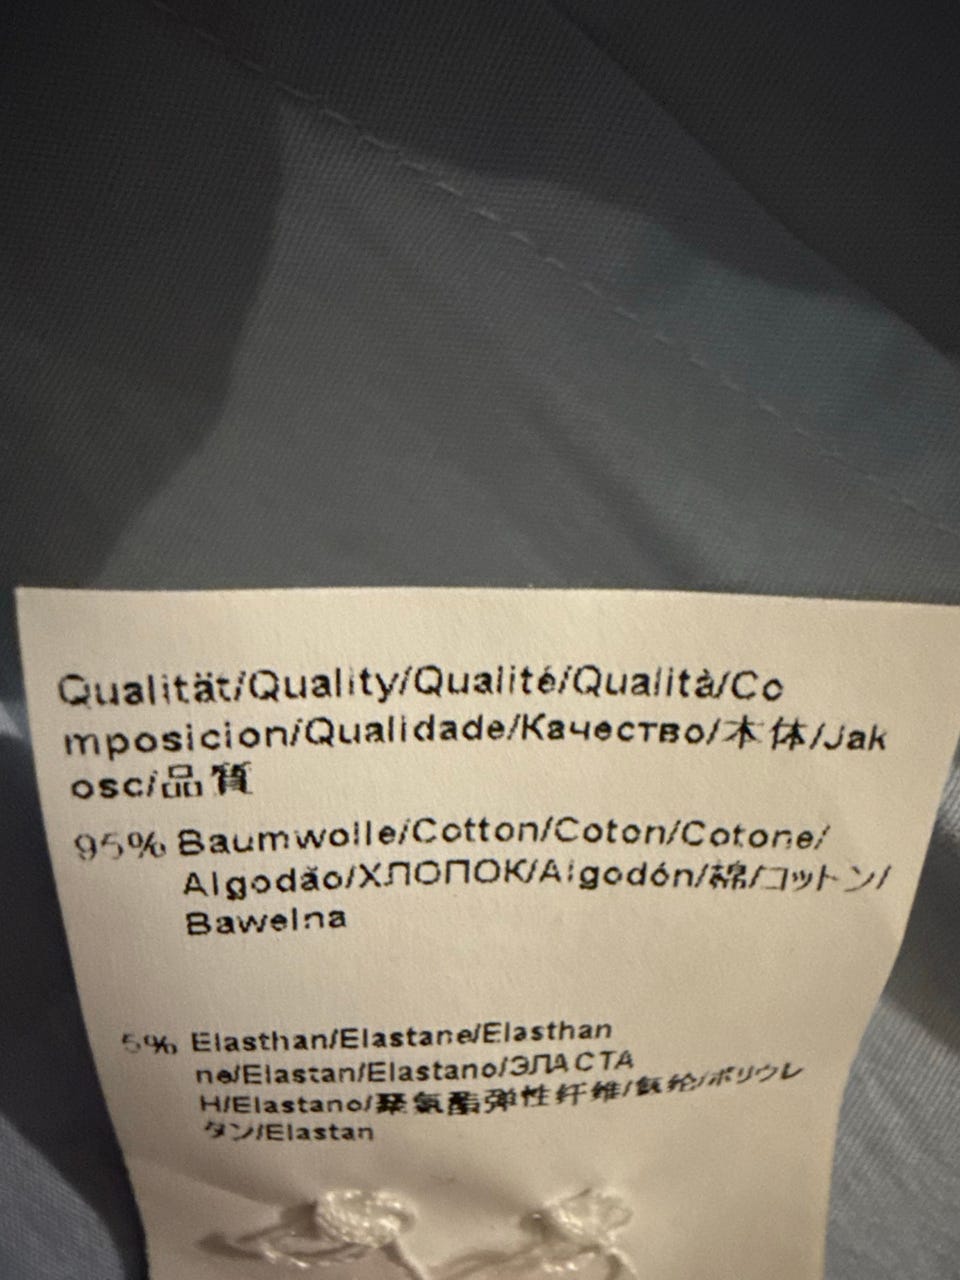 Qualität/Quality/Qualité/Qualità/Co
mposicion/Qualidade/Качество/本体/Jak
osc/品質
95% Baumwolle/Cotton/Coton/Cotone/
Algodão/ХЛОПОК/Algodón/棉/コットン/
Bawelna
5% Elasthan/Elastane/Elasthan
ne/Elastan/Elastano/ЭЛАСТА
Н/Elastano/聚氨酯弹性纤维/氨纶/ポリウレ
タン/Elastan